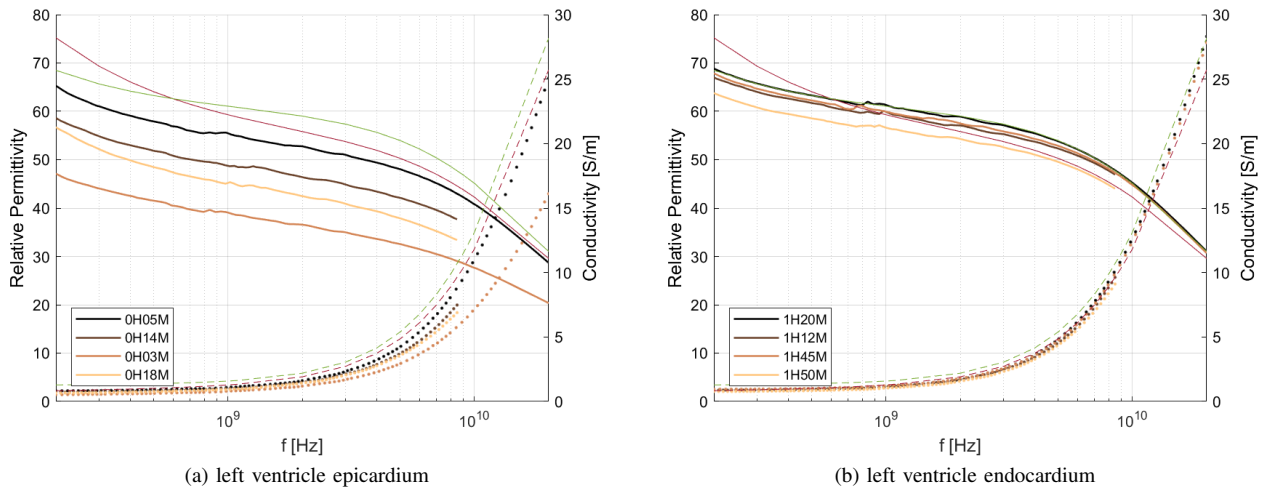 80
70
60
50
40
30
20
10
0
Relative Permittivity
30
25
20
15
10
5
0
Conductivity [S/m]
0H05M
0H14M
0H03M
0H18M
10^9
10^10
f [Hz]
(a) left ventricle epicardium
80
70
60
50
40
30
20
10
0
Relative Permittivity
30
25
20
15
10
5
0
Conductivity [S/m]
1H20M
1H12M
1H45M
1H50M
10^9
10^10
f [Hz]
(b) left ventricle endocardium